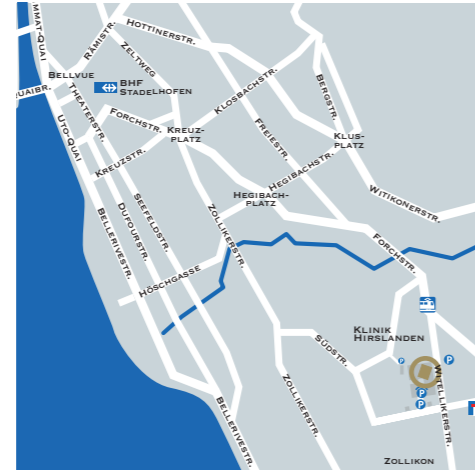 MMAT-QUAI
HOTTINERSTR.
RÄMISTR.
ZELTWEG
BELLVUE
QUAIBR.
BHF
STADELHOFEN
THEATERSTR.
UTO-QUAI
FORCHSTR.
KLOSBACHSTR.
BERGSTR.
FREIESTR.
KREUZ-
PLATZ
KLUS-
PLATZ
KREUZSTR.
HEGIBACHSTR.
HEGIBACH-
PLATZ
WITIKONERSTR.
SEEFELDSTR.
DUFOURSTR.
BELLERIVESTR.
ZOLLIKERSTR.
FORCHSTR.
HÖSCHGASSE
KLINIK
HIRSLANDEN
SÜDSTR.
P
P
P
P
WITELLIKERSTR.
ZOLLIKERSTR.
BELLERIVESTR.
ZOLLIKON